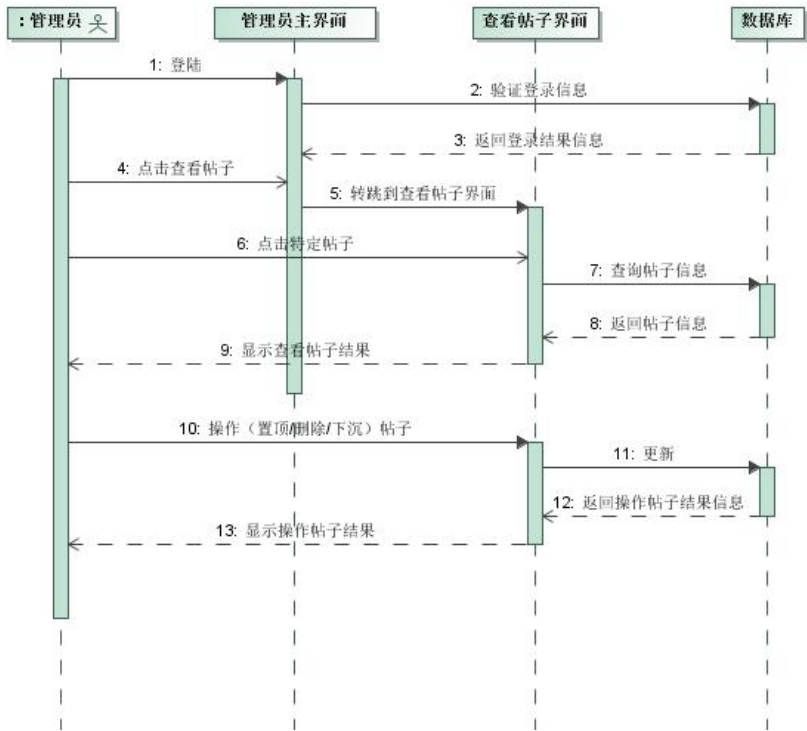 :管理员
管理员主界面
查看帖子界面
数据库
1: 登陆
2: 验证登录信息
3: 返回登录结果信息
4: 点击查看帖子
5: 转跳到查看帖子界面
6: 点击特定帖子
7: 查询帖子信息
8: 返回帖子信息
9: 显示查看帖子结果
10: 操作（置顶/删除/下沉）帖子
11: 更新
12: 返回操作帖子结果信息
13: 显示操作帖子结果